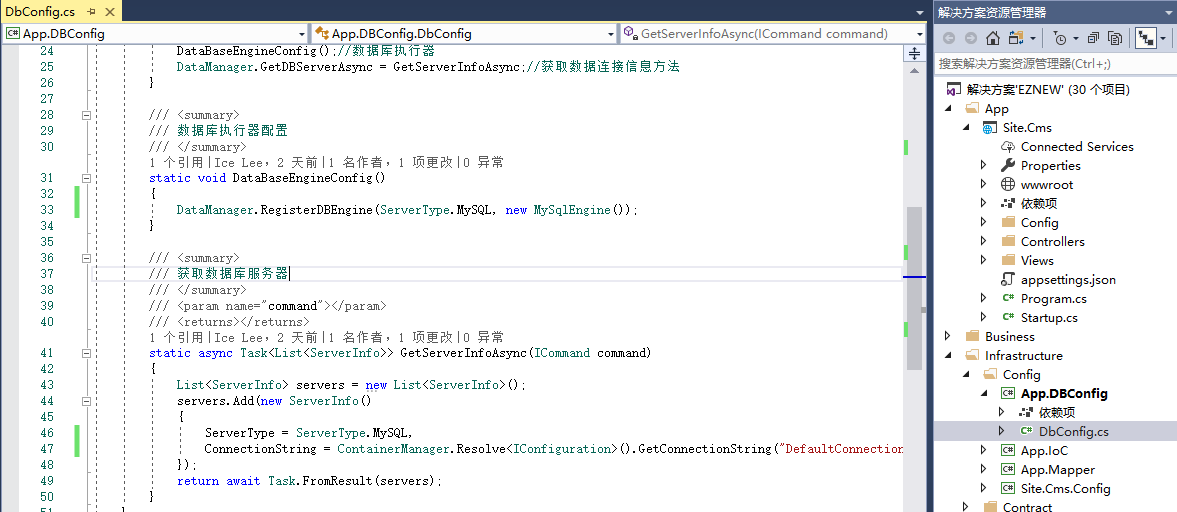 DbConfig.cs
App.DBConfig
App.DBConfig.DbConfig
GetServerInfoAsync(ICommand command)
24 DataBaseEngineConfig();//数据库执行器
25 DataManager.GetDBServerAsync = GetServerInfoAsync;//获取数据连接信息方法
26 }
27
28 /// <summary>
29 /// 数据库执行器配置
30 /// </summary>
1 个引用|Ice Lee, 2 天前|1 名作者, 1 项更改|0 异常
31 static void DataBaseEngineConfig()
32 {
33 DataManager.RegisterDBEngine(ServerType.MySQL, new MySqlEngine());
34 }
35
36 /// <summary>
37 /// 获取数据库服务器
38 /// </summary>
39 /// <param name="command"></param>
40 /// <returns></returns>
1 个引用|Ice Lee, 2 天前|1 名作者, 1 项更改|0 异常
41 static async Task<List<ServerInfo>> GetServerInfoAsync(ICommand command)
42 {
43 List<ServerInfo> servers = new List<ServerInfo>();
44 servers.Add(new ServerInfo()
45 {
46 ServerType = ServerType.MySQL,
47 ConnectionString = ContainerManager.Resolve<IConfiguration>().GetConnectionString("DefaultConnection
48 });
49 return await Task.FromResult(servers);
50 }
51 }
解决方案资源管理器
搜索解决方案资源管理器(Ctrl+;)
解决方案'EZNEW' (30 个项目)
App
Site.Cms
Connected Services
Properties
wwwroot
依赖项
Config
Controllers
Views
appsettings.json
C# Program.cs
C# Startup.cs
Business
Infrastructure
Config
C# App.DBConfig
依赖项
C# DbConfig.cs
C# App.IoC
C# App.Mapper
C# Site.Cms.Config
Contract